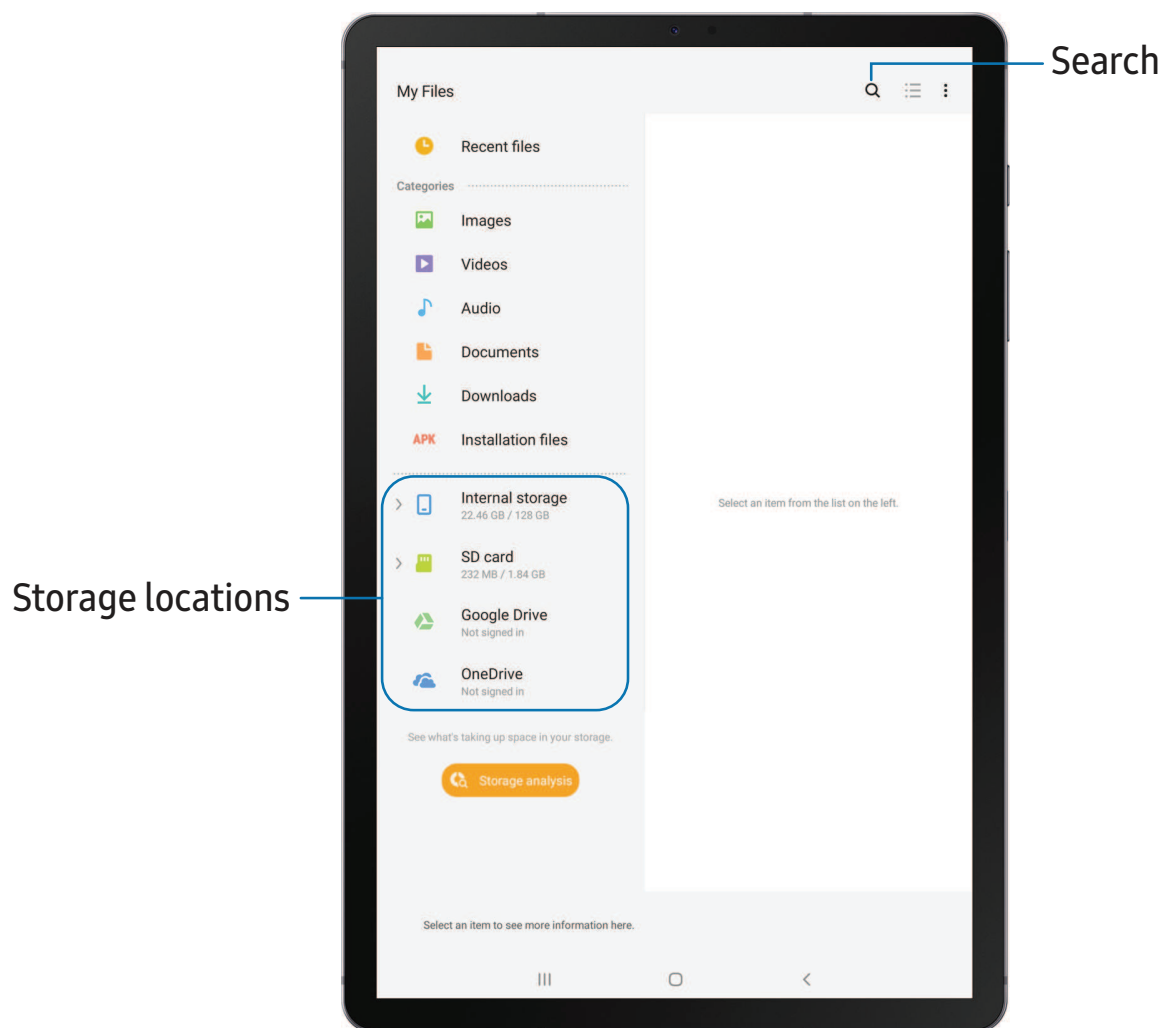 Search
My Files
Recent files
Categories
Images
Videos
Audio
Documents
Downloads
APK Installation files
Internal storage
22.46 GB / 128 GB
SD card
232 MB / 1.84 GB
Google Drive
Not signed in
OneDrive
Not signed in
Storage locations
Select an item from the list on the left.
See what's taking up space in your storage.
Storage analysis
Select an item to see more information here.